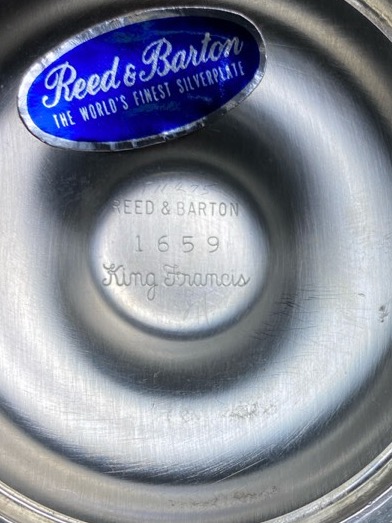 Reed & Barton
THE WORLD'S FINEST SILVERPLATE
REED & BARTON
1659
King Francis